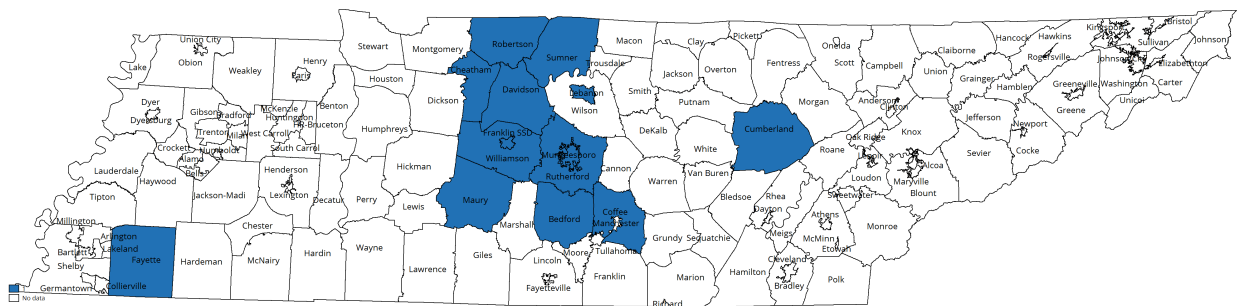 Stewart
Montgomery
Robertson
Sumner
Macon
Clay
Pickett
Hancock
Hawkins
Bristol
Sullivan
Johnson
Union City
Obion
Lake
Weakley
Henry
Paris
Houston
Cheatham
Davidson
Trousdale
Lebanon
Wilson
Smith
Jackson
Overton
Fentress
Oneida
Scott
Campbell
Claiborne
Union
Grainger
Rogersville
Hamblen
Greeneville
Washington
Carter
Elizabethton
Unicoi
Greene
Dyer
Dyersburg
Gibson
Bradford
McKenzie
Huntingdon
Benton
Dickson
Humphreys
Putnam
Morgan
Anderson
Clinton
Jefferson
Newport
Cocke
Trenton
Milan
West Carroll
South Carrol
Crockett
Alamo
Bells
Humboldt
Franklin SSD
Williamson
Rutherford
Cannon
DeKalb
White
Cumberland
Roane
Oak Ridge
Knox
Sevier
Alcoa
Maryville
Blount
Loudon
Lauderdale
Haywood
Tipton
Jackson-Madi
Henderson
Lexington
Decatur
Perry
Hickman
Lewis
Maury
Marshall
Bedford
Coffee
Manchester
Warren
Van Buren
Bledsoe
Rhea
Dayton
Meigs
Sweetwater
Athens
McMinn
Etowah
Monroe
Millington
Arlington
Lakeland
Bartlett
Shelby
Germantown
Collierville
Fayette
Hardeman
Chester
McNairy
Hardin
Wayne
Lawrence
Giles
Lincoln
Fayetteville
Moore
Tullahoma
Franklin
Grundy
Sequatchie
Marion
Hamilton
Cleveland
Bradley
Polk
No data